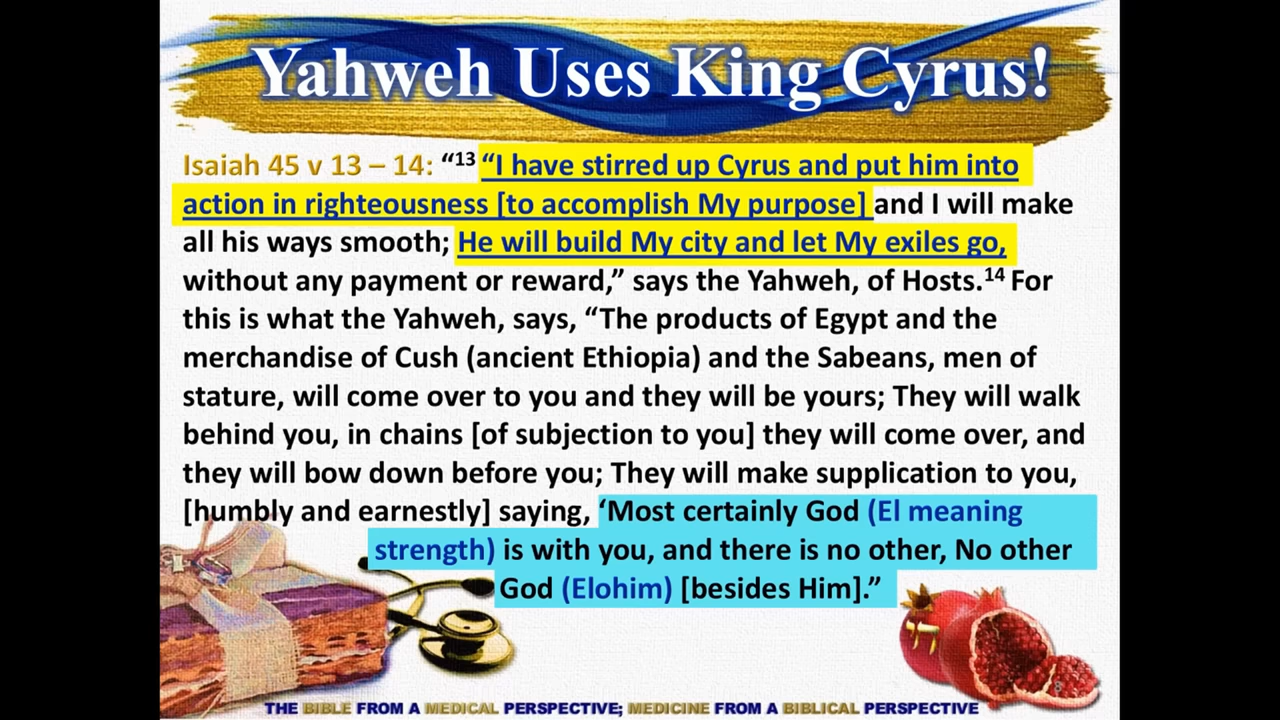 Yahweh Uses King Cyrus!
Isaiah 45 v 13 – 14: “13 “I have stirred up Cyrus and put him into
action in righteousness [to accomplish My purpose] and I will make
all his ways smooth; He will build My city and let My exiles go,
without any payment or reward,” says the Yahweh, of Hosts.14 For
this is what the Yahweh, says, “The products of Egypt and the
merchandise of Cush (ancient Ethiopia) and the Sabeans, men of
stature, will come over to you and they will be yours; They will walk
behind you, in chains [of subjection to you] they will come over, and
they will bow down before you; They will make supplication to you,
[humbly and earnestly] saying, ‘Most certainly God (El meaning
strength) is with you, and there is no other, No other
God (Elohim) [besides Him].”
THE BIBLE FROM A MEDICAL PERSPECTIVE; MEDICINE FROM A BIBLICAL PERSPECTIVE